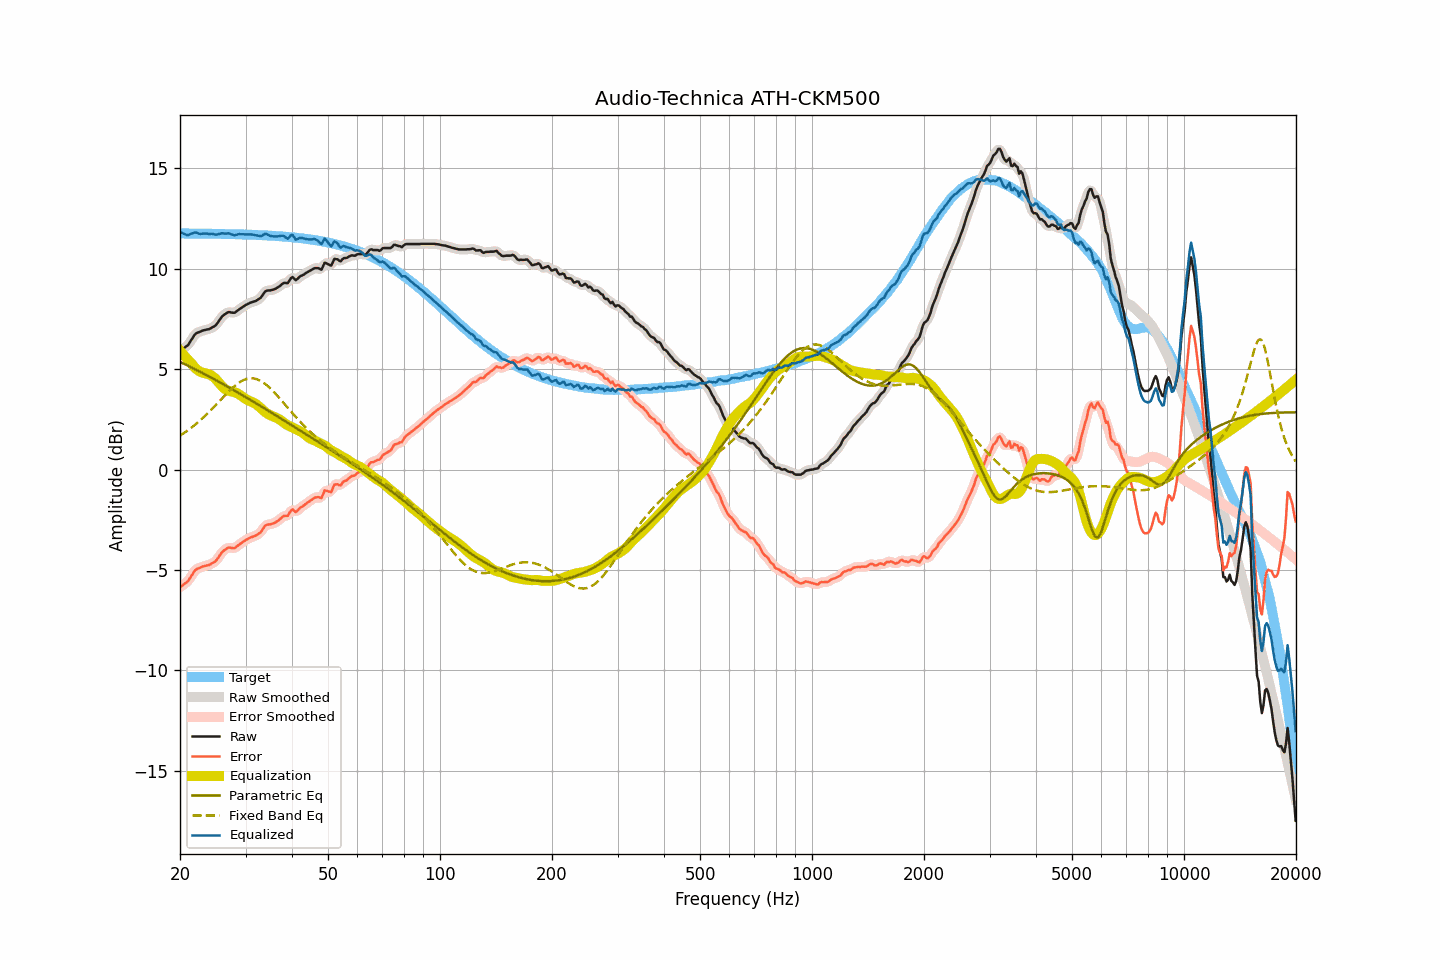 Audio-Technica ATH-CKM500
Amplitude (dBr)
15
10
5
0
−5
−10
−15
Target
Raw Smoothed
Error Smoothed
Raw
Error
Equalization
Parametric Eq
Fixed Band Eq
Equalized
20 50 100 200 500 1000 2000 5000 10000 20000
Frequency (Hz)